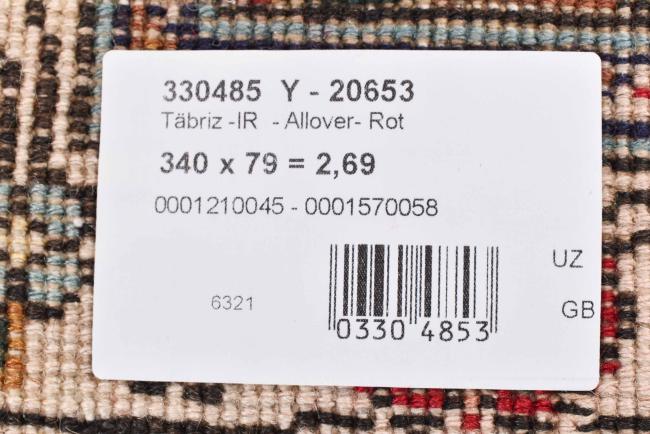 330485 Y - 20653
Täbriz -IR - Allover- Rot
340 x 79 = 2,69
0001210045 - 0001570058
UZ
6321
GB
0330 4853